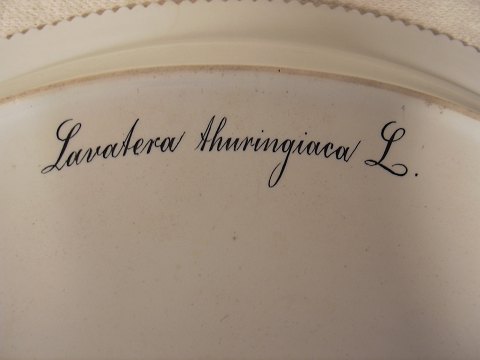 Lavatera thuringiaca L.